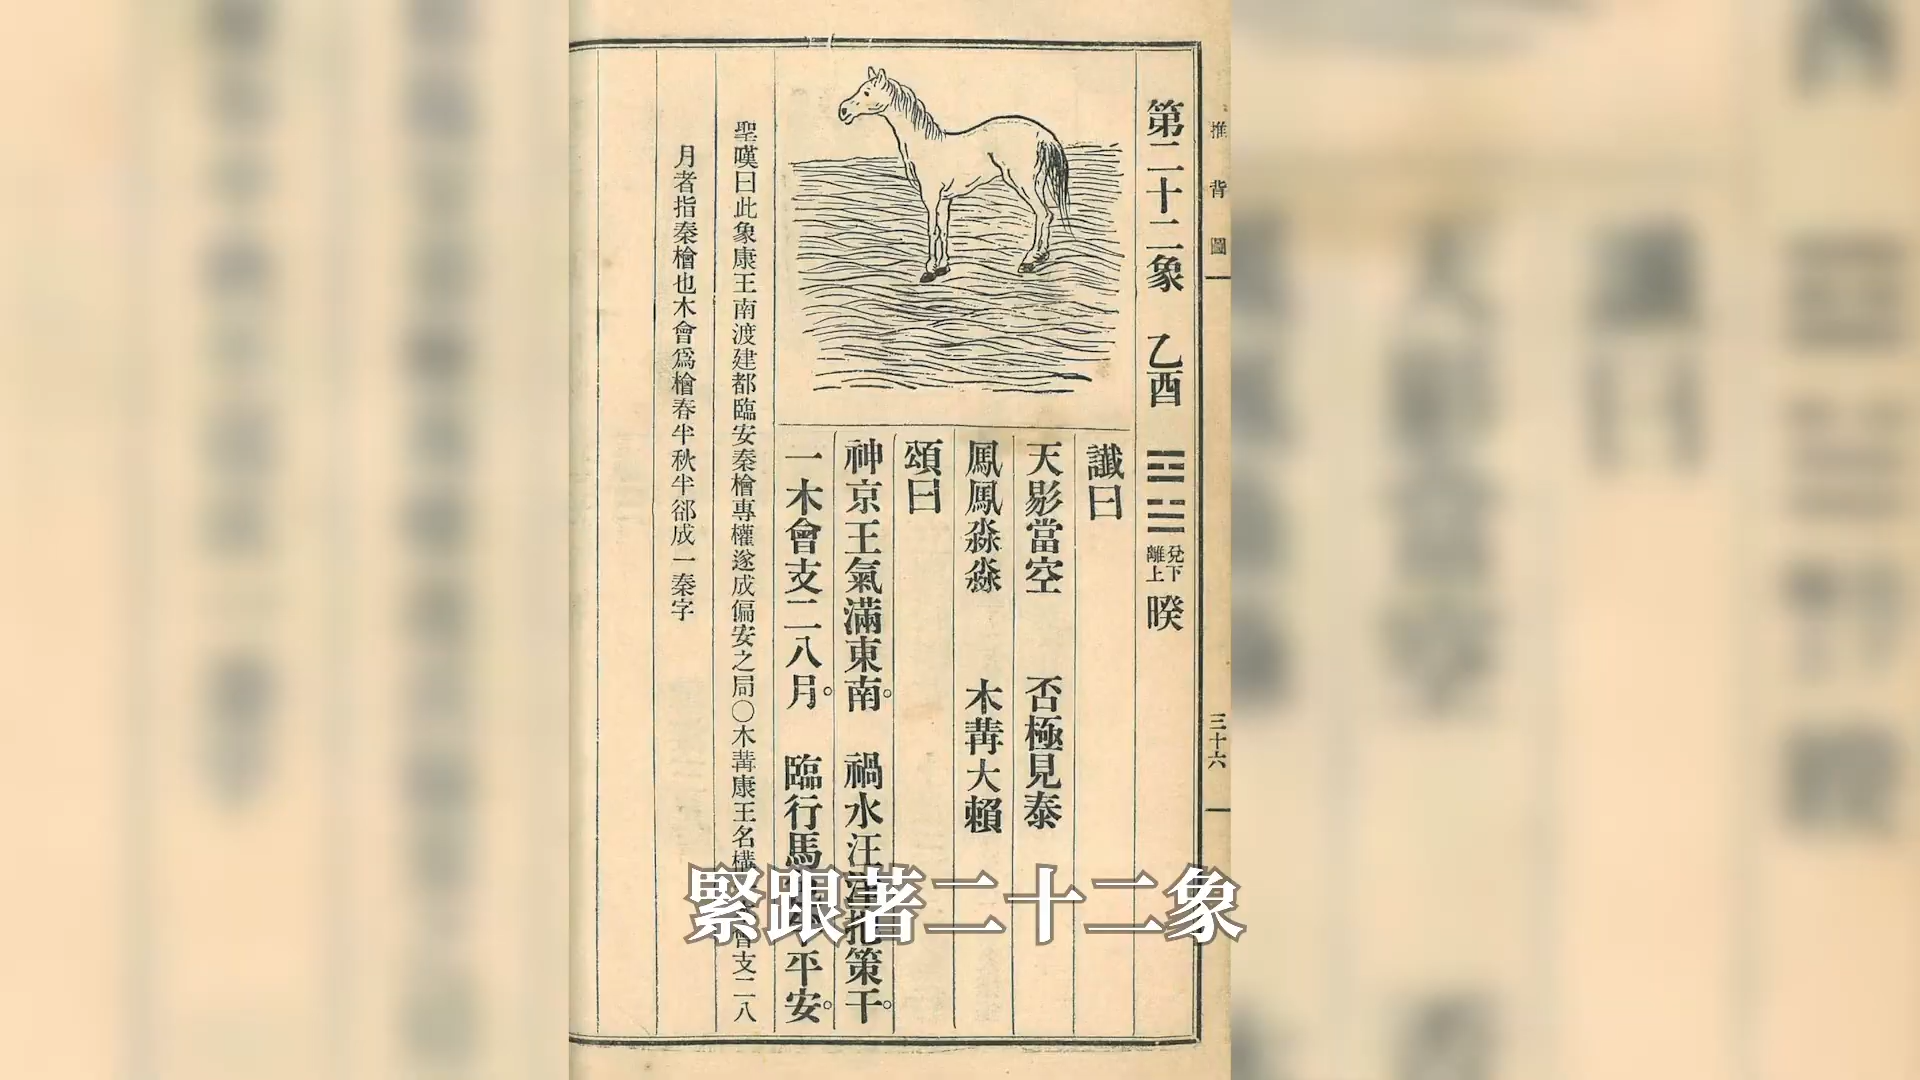 推背圖
三十六
第二十二象 乙酉 兌下離上 睽
讖曰
天影當空 否極見泰
鳳鳳淼淼 木冓大賴
頌曰
神京王氣滿東南。 禍水汪洋把策干。
一木會支二八月。 臨行馬色半平安。
聖嘆曰此象康王南渡建都臨安秦檜專權遂成偏安之局〇木冓康王名構 會支二八
月者指秦檜也木會為檜春半秋半郤成一秦字
緊跟著二十二象